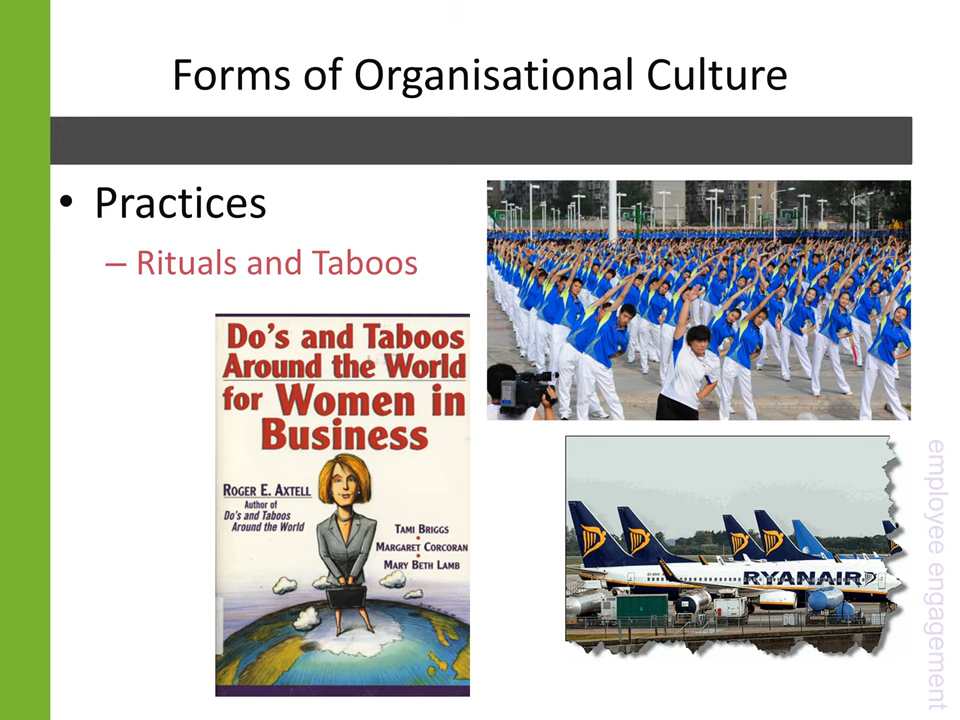 Forms of Organisational Culture
• Practices
– Rituals and Taboos
Do's and Taboos
Around the World
for Women in
Business
ROGER E. AXTELL
Author of
Do's and Taboos
Around the World
TAMI BRIGGS
MARGARET CORCORAN
MARY BETH LAMB
RYANAIR
employee engagement